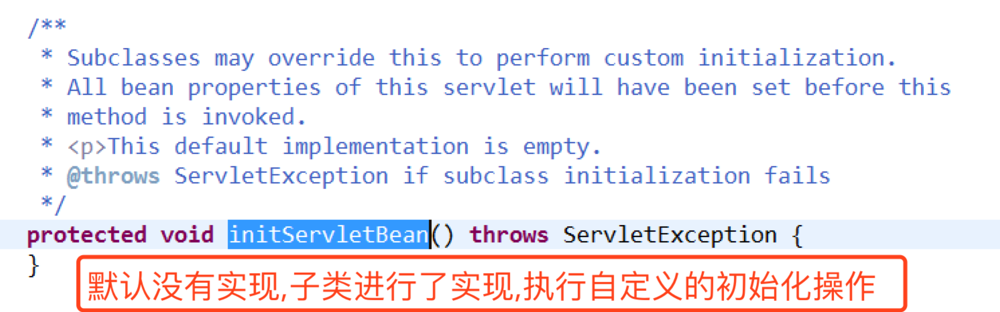 /**
 * Subclasses may override this to perform custom initialization.
 * All bean properties of this servlet will have been set before this
 * method is invoked.
 * <p>This default implementation is empty.
 * @throws ServletException if subclass initialization fails
 */
protected void initServletBean() throws ServletException {
}
默认没有实现,子类进行了实现,执行自定义的初始化操作